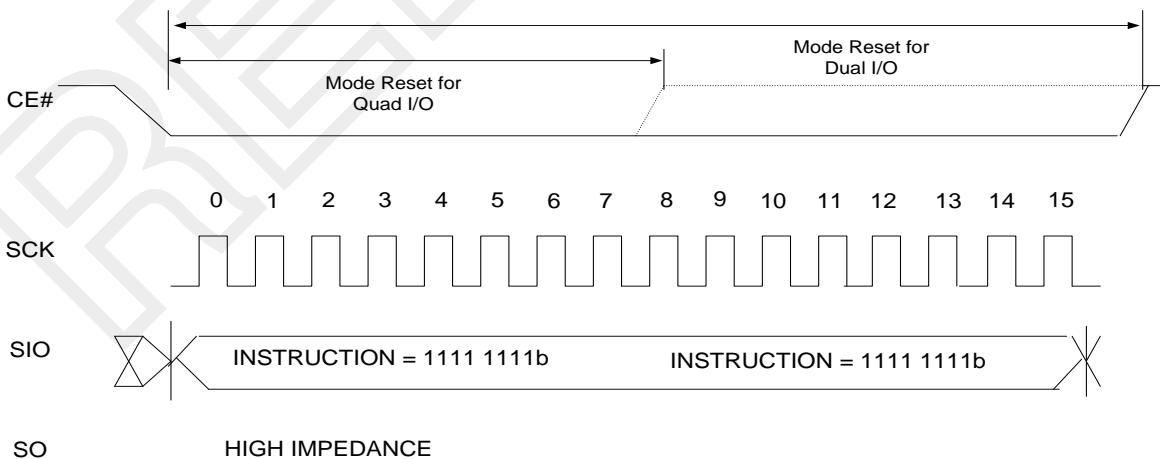 Mode Reset for
Dual I/O
Mode Reset for
Quad I/O
CE#
0 1 2 3 4 5 6 7 8 9 10 11 12 13 14 15
SCK
SIO
INSTRUCTION = 1111 1111b INSTRUCTION = 1111 1111b
SO HIGH IMPEDANCE